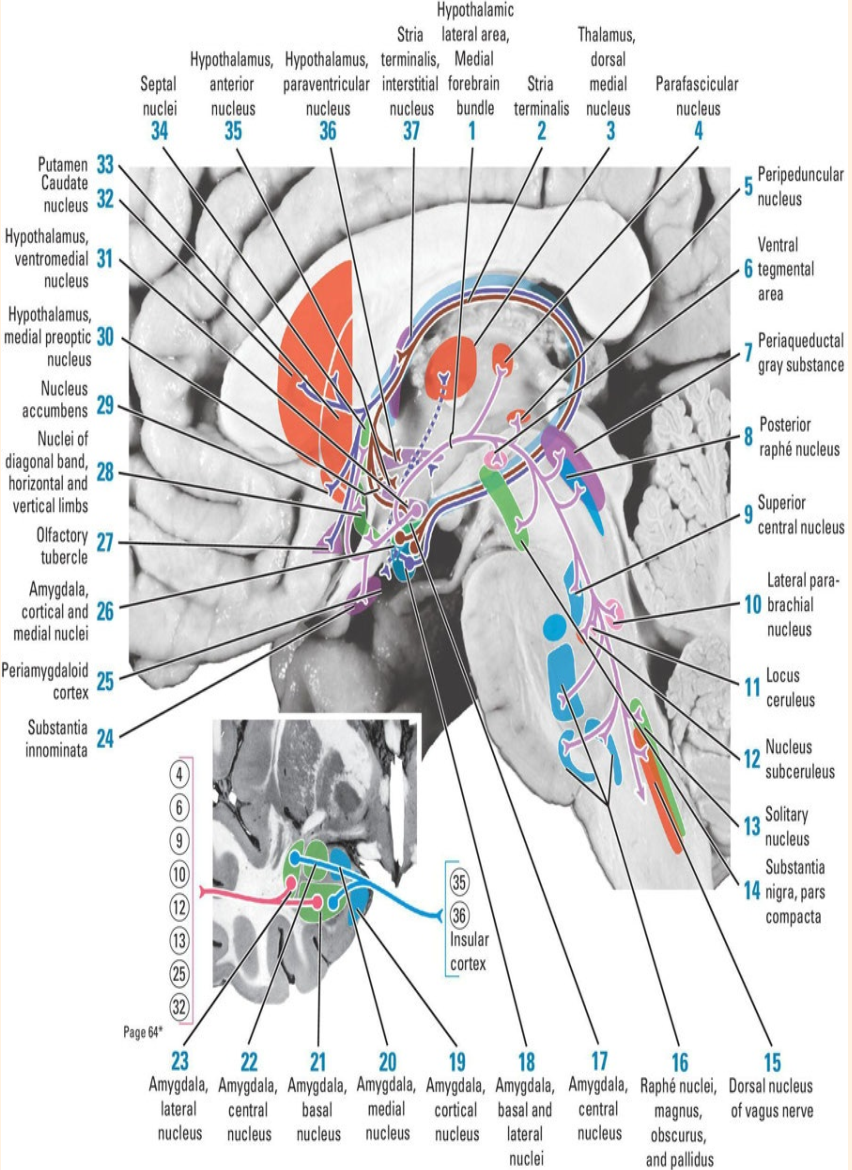 Hypothalamic
lateral area,
Medial
forebrain
bundle
1
Stria
terminalis,
interstitial
nucleus
37
Thalamus,
dorsal
medial
nucleus
3
Hypothalamus,
anterior
nucleus
35
Hypothalamus,
paraventricular
nucleus
36
Septal
nuclei
34
Stria
terminalis
2
Parafascicular
nucleus
4
Putamen 33
Caudate
nucleus 32
Hypothalamus,
ventromedial
nucleus
31
Hypothalamus,
medial preoptic
nucleus
30
Nucleus
accumbens
29
Nuclei of
diagonal band,
horizontal and
vertical limbs
28
Olfactory
tubercle
27
Amygdala,
cortical and
medial nuclei
26
Periamygdaloid
cortex
25
Substantia
innominata
24
5 Peripeduncular
nucleus
Ventral
6 tegmental
area
7 Periaqueductal
gray substance
8 Posterior
raphé nucleus
9 Superior
central nucleus
Lateral para-
10 brachial
nucleus
11 Locus
ceruleus
12 Nucleus
subceruleus
13 Solitary
nucleus
Substantia
14 nigra, pars
compacta
4
6
9
10
12
13
25
32
35
36
Insular
cortex
Page 64*
23
Amygdala,
lateral
nucleus
22
Amygdala,
central
nucleus
21
Amygdala,
basal
nucleus
20
Amygdala,
medial
nucleus
19
Amygdala,
cortical
nucleus
18
Amygdala,
basal and
lateral
nuclei
17
Amygdala,
central
nucleus
16
Raphé nuclei,
magnus,
obscurus,
and pallidus
15
Dorsal nucleus
of vagus nerve